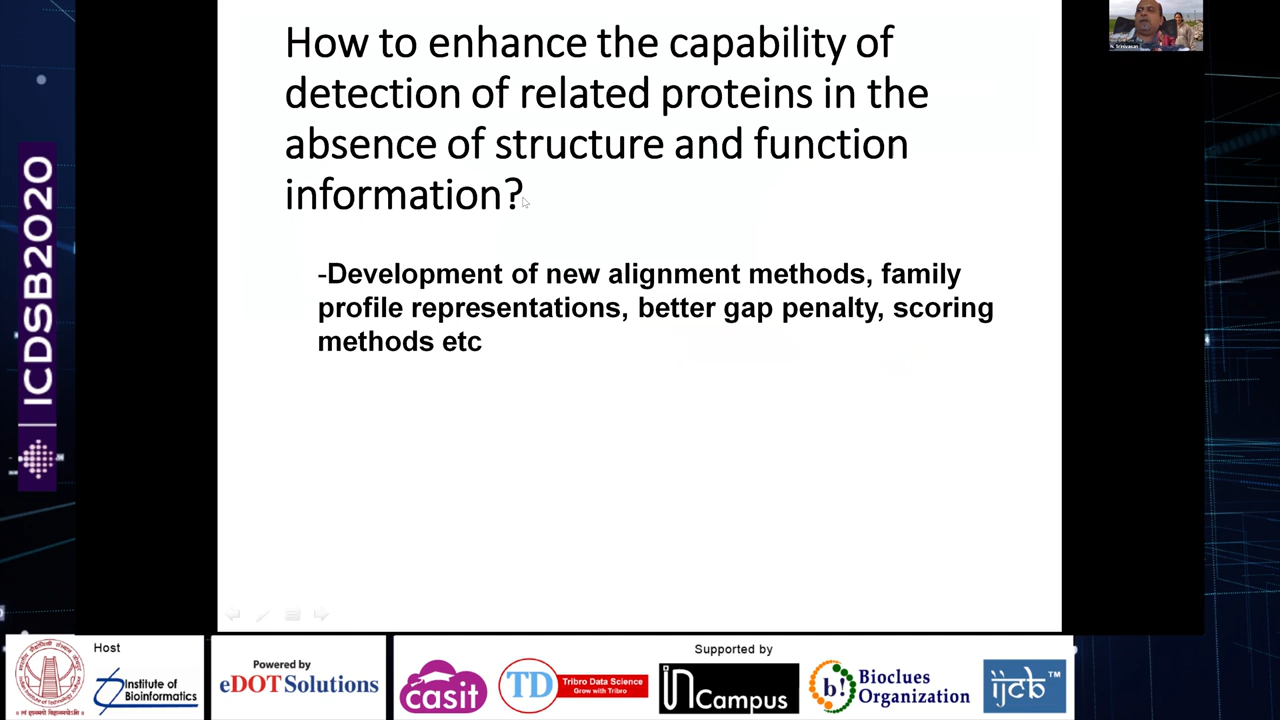 How to enhance the capability of
detection of related proteins in the
absence of structure and function
information?
-Development of new alignment methods, family
profile representations, better gap penalty, scoring
methods etc
N. Srinivasan
ICDSB2020
Host
Institute of
Bioinformatics
Powered by
eDOT Solutions
Supported by
casit
TD
Tribro Data Science
Grow with Tribro
inCampus
b!
Bioclues
Organization
ijcb™